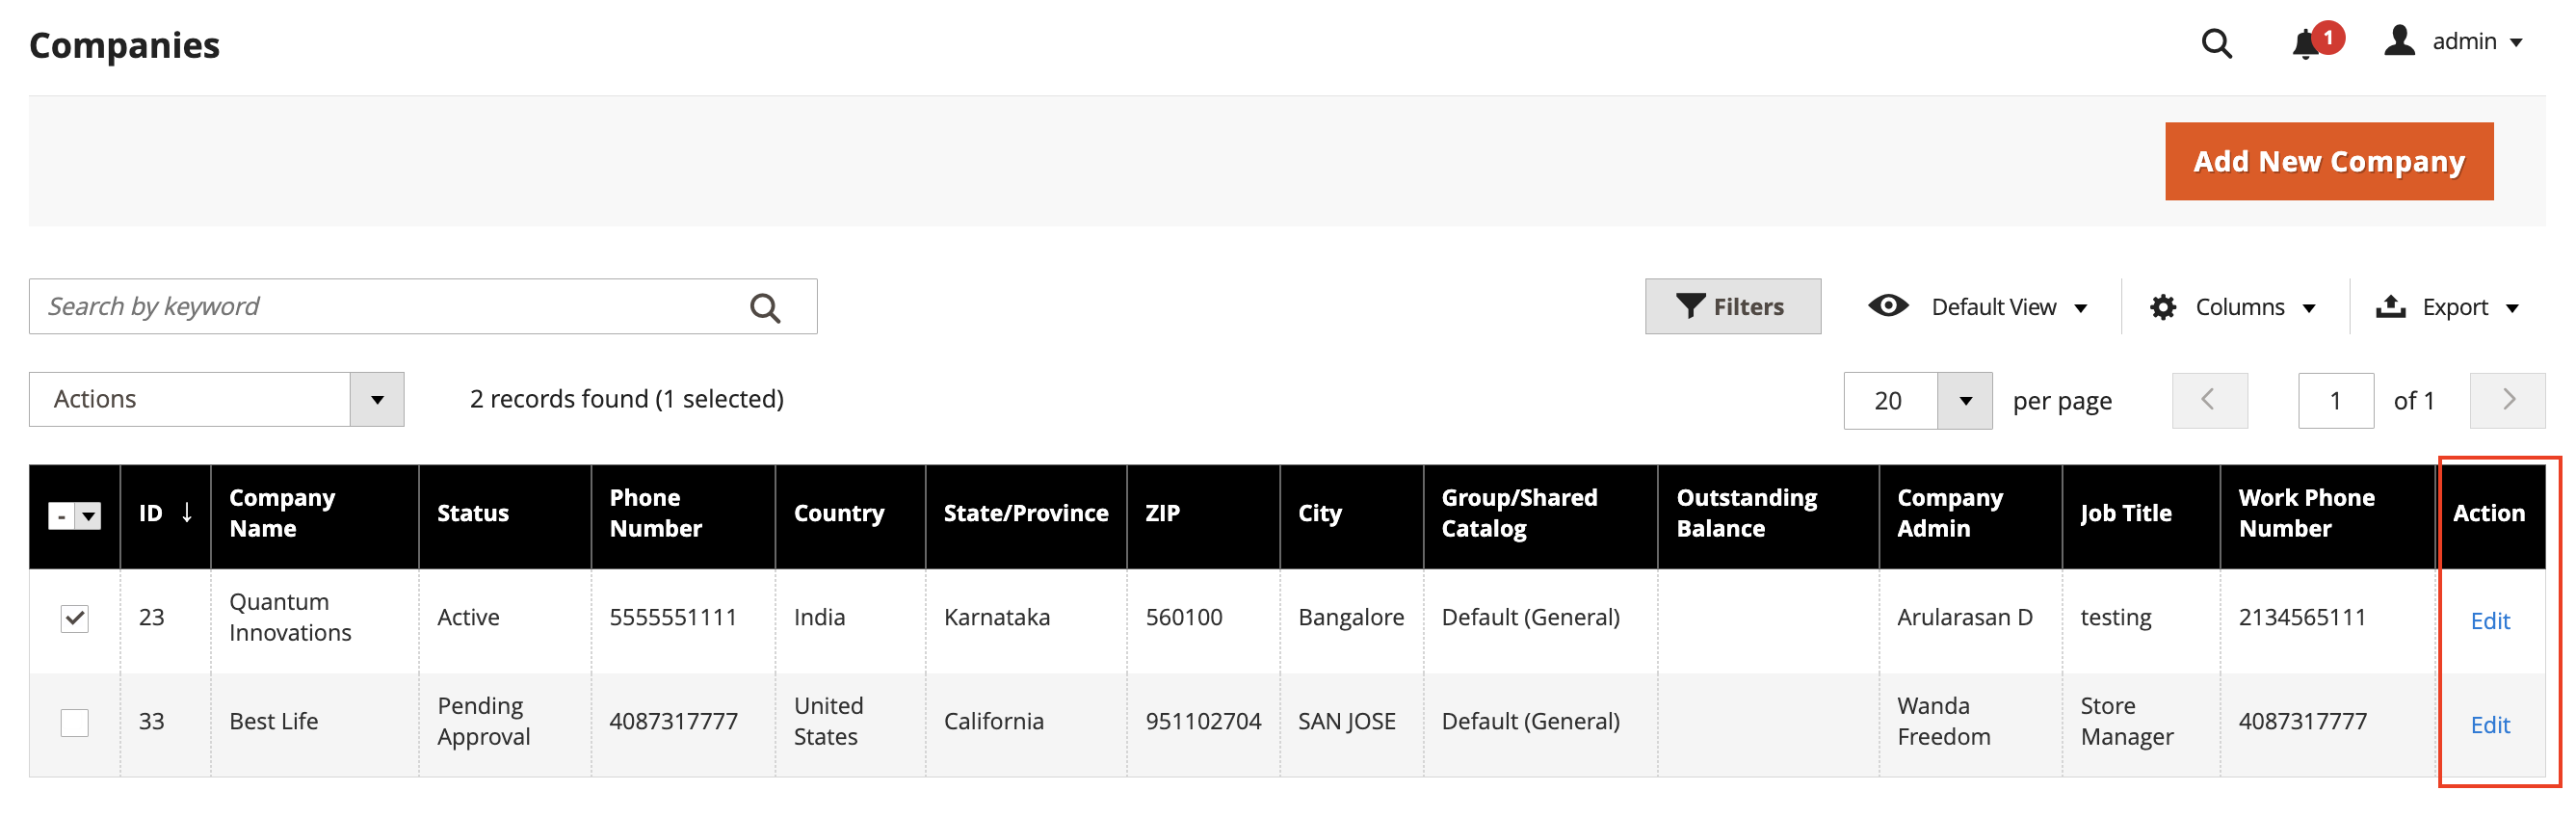 Companies
1
admin
Add New Company
Search by keyword
Filters
Default View
Columns
Export
Actions
2 records found (1 selected)
20
per page
1
of 1
-
ID ↓
Company
Name
Status
Phone
Number
Country
State/Province
ZIP
City
Group/Shared
Catalog
Outstanding
Balance
Company
Admin
Job Title
Work Phone
Number
Action
23
Quantum
Innovations
Active
5555551111
India
Karnataka
560100
Bangalore
Default (General)
Arularasan D
testing
2134565111
Edit
33
Best Life
Pending
Approval
4087317777
United
States
California
951102704
SAN JOSE
Default (General)
Wanda
Freedom
Store
Manager
4087317777
Edit